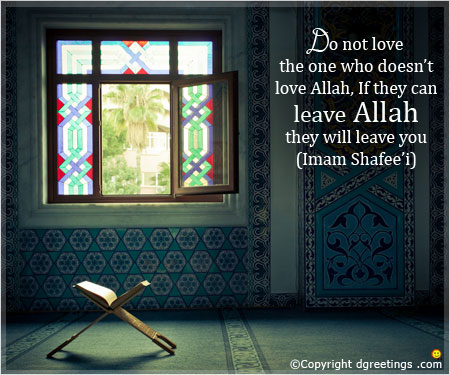 Do not love
the one who doesn't
love Allah, If they can
leave Allah
they will leave you
(Imam Shafee'i)
©Copyright dgreetings .com